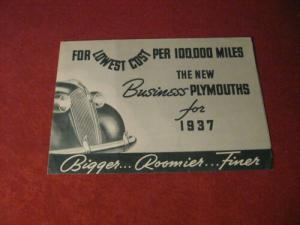 FOR LOWEST COST PER 100,000 MILES
THE NEW
Business PLYMOUTHS
for
1937
Bigger... Roomier... Finer